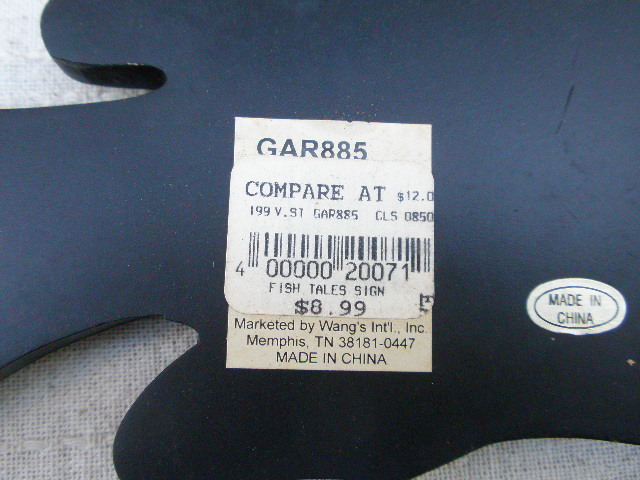 GAR885
COMPARE AT $12.0
199 V.ST GAR885 CLS 0850
4 00000 20071
FISH TALES SIGN
$8.99
Marketed by Wang's Int'l., Inc.
Memphis, TN 38181-0447
MADE IN CHINA
MADE IN
CHINA